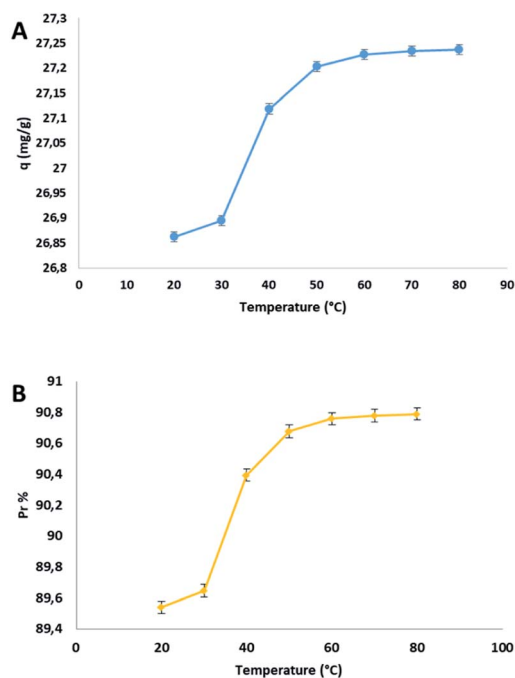 A
27,3
27,25
27,2
27,15
27,1
27,05
27
26,95
26,9
26,85
26,8
q (mg/g)
0 10 20 30 40 50 60 70 80 90
Temperature (°C)
B
91
90,8
90,6
90,4
90,2
90
89,8
89,6
89,4
Pr %
0 20 40 60 80 100
Temperature (°C)